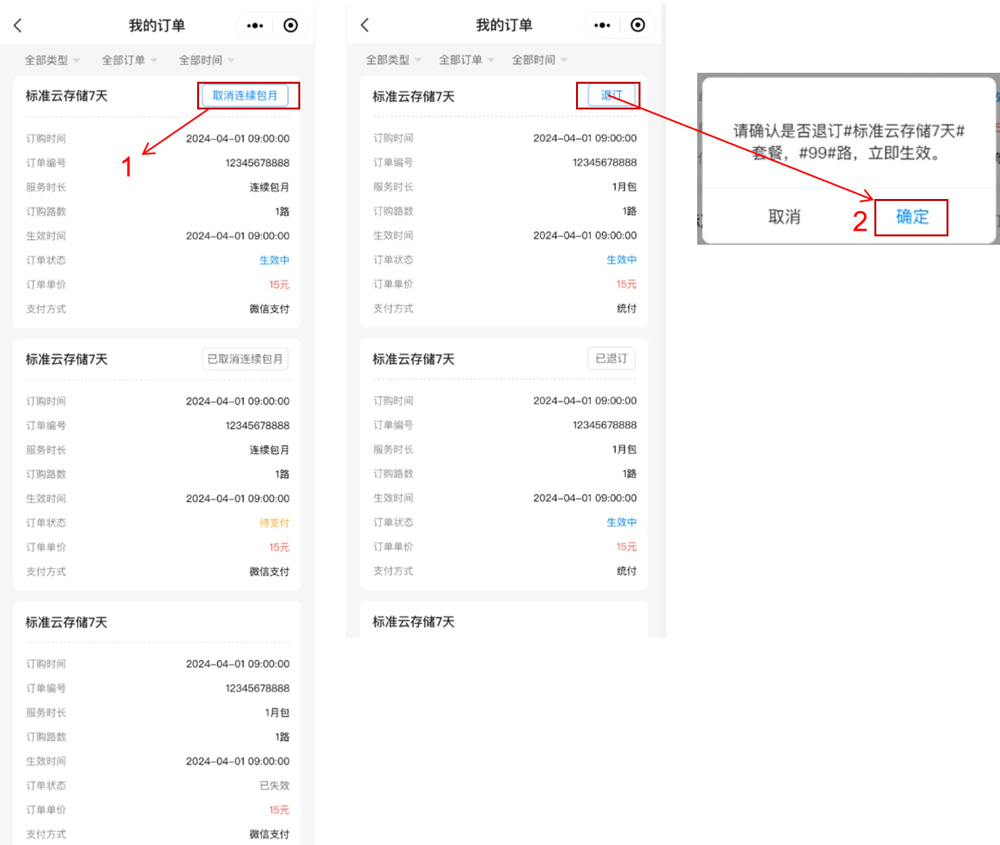 我的订单
全部类型 全部订单 全部时间
标准云存储7天 取消连续包月
订购时间 2024-04-01 09:00:00
1
订单编号 12345678888
服务时长 连续包月
订购路数 1路
生效时间 2024-04-01 09:00:00
订单状态 生效中
订单单价 15元
支付方式 微信支付
标准云存储7天 已取消连续包月
订购时间 2024-04-01 09:00:00
订单编号 12345678888
服务时长 连续包月
订购路数 1路
生效时间 2024-04-01 09:00:00
订单状态 待支付
订单单价 15元
支付方式 微信支付
标准云存储7天
订购时间 2024-04-01 09:00:00
订单编号 12345678888
服务时长 1月包
订购路数 1路
生效时间 2024-04-01 09:00:00
订单状态 已失效
订单单价 15元
支付方式 微信支付
我的订单
全部类型 全部订单 全部时间
标准云存储7天 退订
订购时间 2024-04-01 09:00:00
订单编号 12345678888
服务时长 1月包
订购路数 1路
生效时间 2024-04-01 09:00:00
订单状态 生效中
订单单价 15元
支付方式 统付
标准云存储7天 已退订
订购时间 2024-04-01 09:00:00
订单编号 12345678888
服务时长 1月包
订购路数 1路
生效时间 2024-04-01 09:00:00
订单状态 生效中
订单单价 15元
支付方式 统付
标准云存储7天
请确认是否退订#标准云存储7天#
套餐，#99#路，立即生效。
取消 2 确定